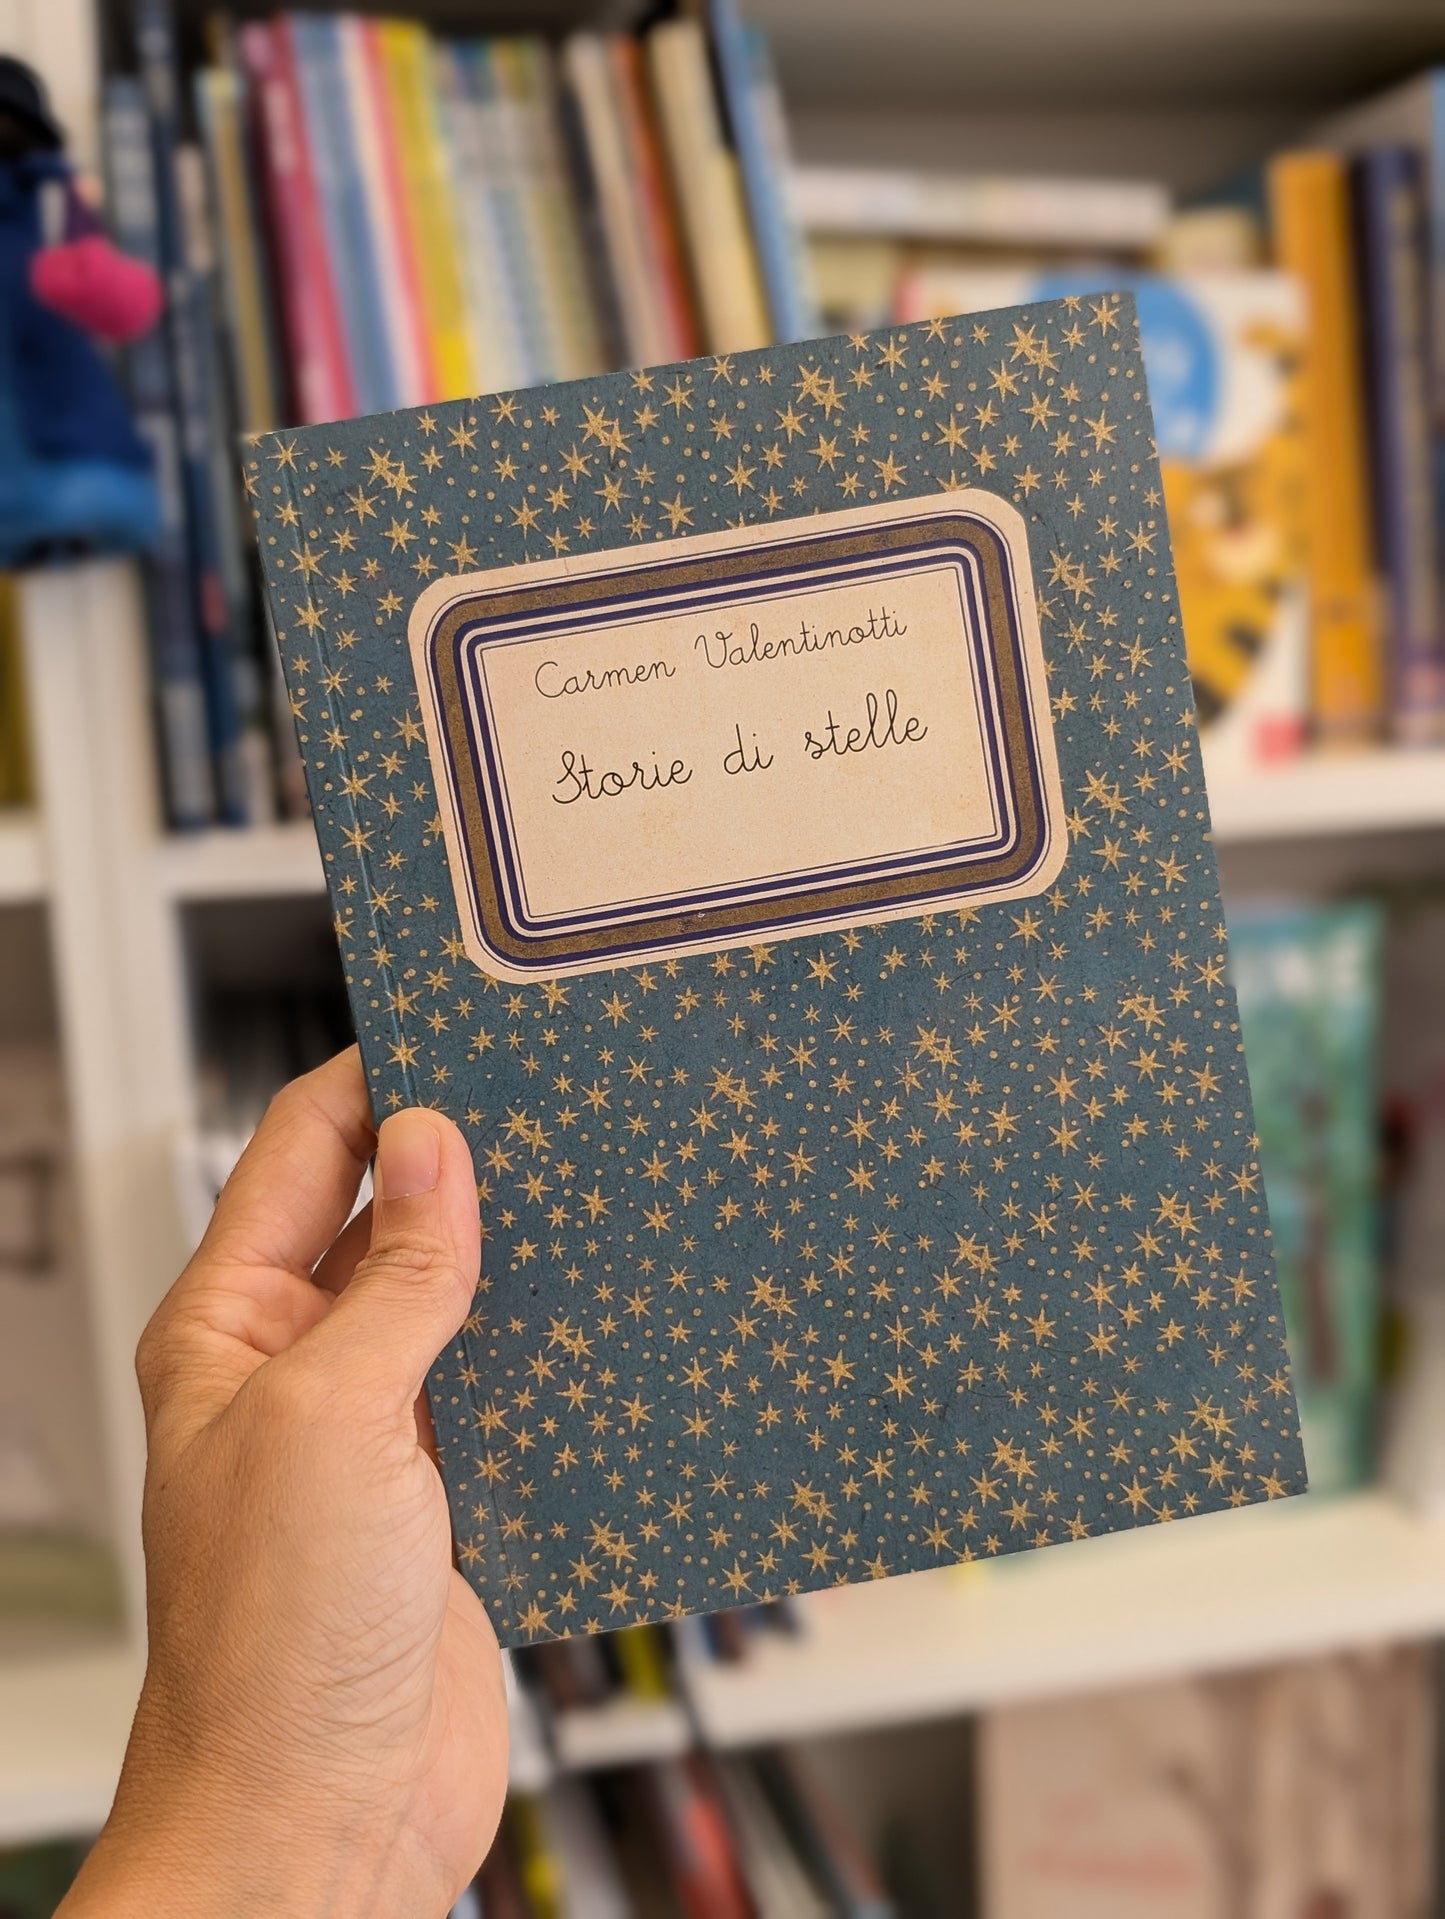 Carmen Valentinotti
Storie di stelle